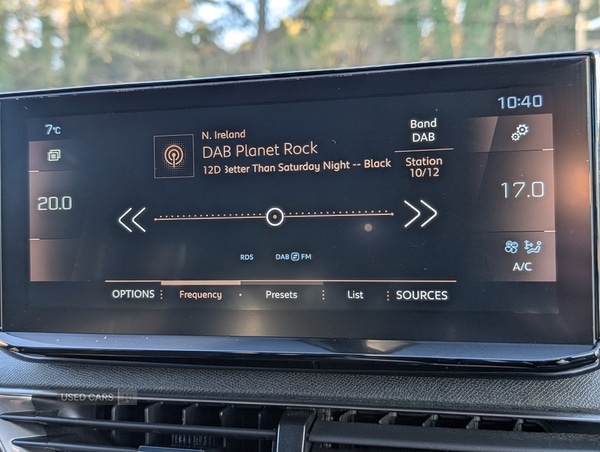 10:40
7°C
N. Ireland
DAB Planet Rock
12D Better Than Saturday Night -- Black
Band
DAB
Station
10/12
20.0
17.0
RDS
DAB FM
A/C
OPTIONS
Frequency
Presets
List
SOURCES
USED CARS NI